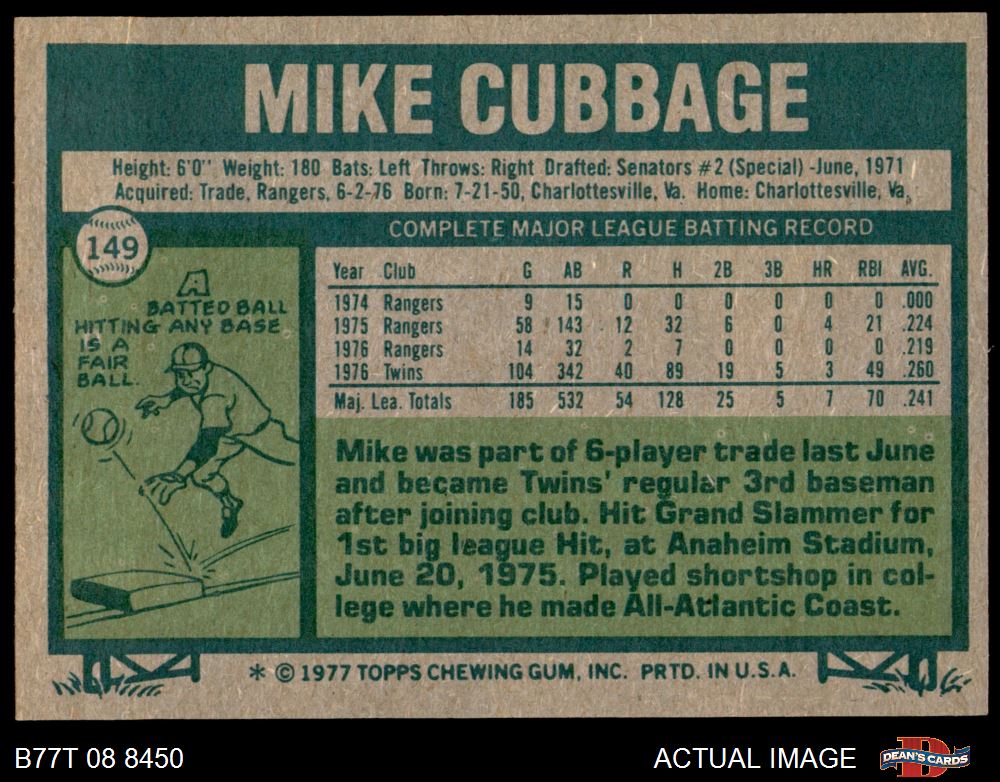 MIKE CUBBAGE
Height: 6'0" Weight: 180 Bats: Left Throws: Right Drafted: Senators #2 (Special) -June, 1971
Acquired: Trade, Rangers, 6-2-76 Born: 7-21-50, Charlottesville, Va. Home: Charlottesville, Va.
149
A
BATTED BALL
HITTING ANY BASE
IS A
FAIR
BALL.
COMPLETE MAJOR LEAGUE BATTING RECORD
Year Club G AB R H 2B 3B HR RBI AVG.
1974 Rangers 9 15 0 0 0 0 0 0 .000
1975 Rangers 58 143 12 32 6 0 4 21 .224
1976 Rangers 14 32 2 7 0 0 0 0 .219
1976 Twins 104 342 40 89 19 5 3 49 .260
Maj. Lea. Totals 185 532 54 128 25 5 7 70 .241
Mike was part of 6-player trade last June
and became Twins' regular 3rd baseman
after joining club. Hit Grand Slammer for
1st big league Hit, at Anaheim Stadium,
June 20, 1975. Played shortshop in col-
lege where he made All-Atlantic Coast.
* © 1977 TOPPS CHEWING GUM, INC. PRTD. IN U.S.A.
B77T 08 8450
ACTUAL IMAGE
D
DEAN'S CARDS